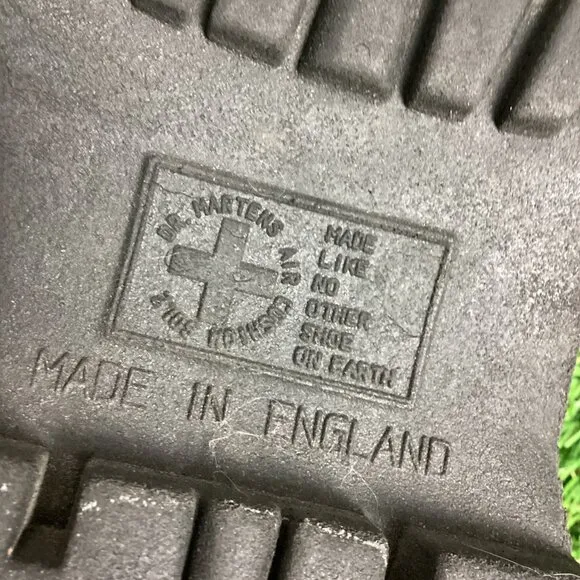 DR. MARTENS AIR CUSHION SOLE
MADE
LIKE
NO
OTHER
SHOE
ON EARTH
MADE IN ENGLAND